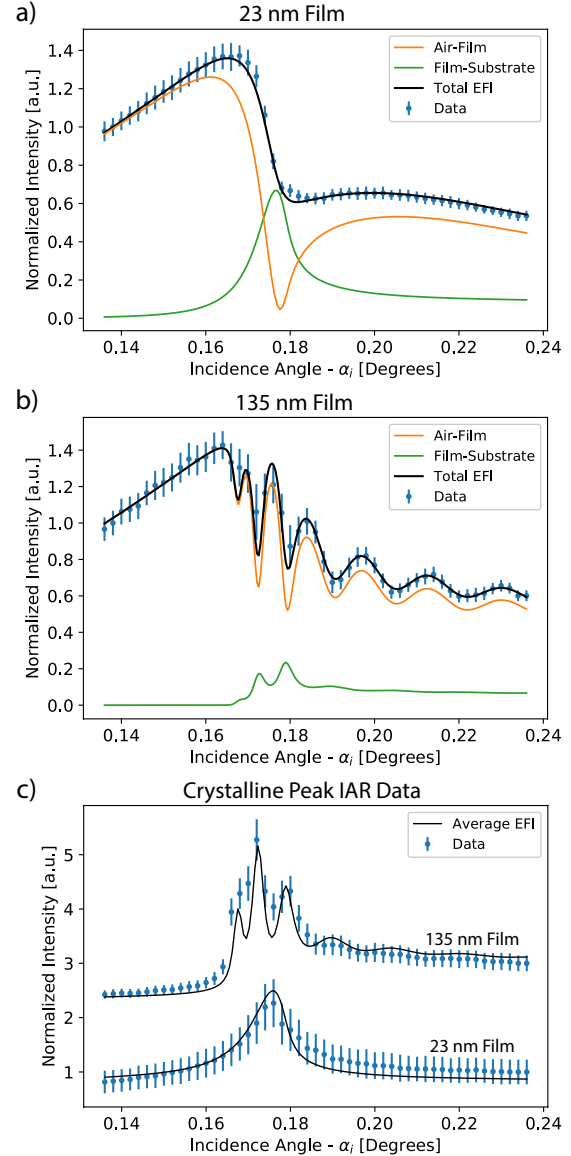 a)
23 nm Film
1.4
1.2
1.0
0.8
0.6
0.4
0.2
0.0
Normalized Intensity [a.u.]
Air-Film
Film-Substrate
Total EFI
Data
0.14 0.16 0.18 0.20 0.22 0.24
Incidence Angle - αi [Degrees]
b)
135 nm Film
1.4
1.2
1.0
0.8
0.6
0.4
0.2
0.0
Normalized Intensity [a.u.]
Air-Film
Film-Substrate
Total EFI
Data
0.14 0.16 0.18 0.20 0.22 0.24
Incidence Angle - αi [Degrees]
c)
Crystalline Peak IAR Data
5
4
3
2
1
Normalized Intensity [a.u.]
Average EFI
Data
135 nm Film
23 nm Film
0.14 0.16 0.18 0.20 0.22 0.24
Incidence Angle - αi [Degrees]